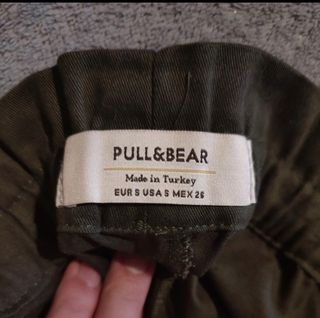 PULL&BEAR
Made in Turkey
EUR S USA S MEX 26